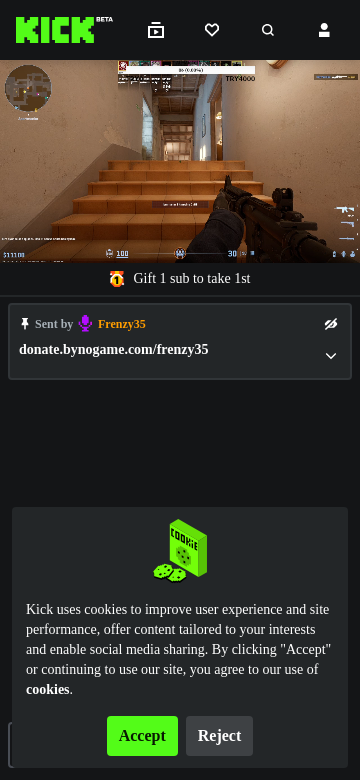 KICK BETA
TRY4000
100
30
Gift 1 sub to take 1st
Sent by Frenzy35
donate.bynogame.com/frenzy35
COOKIE
Kick uses cookies to improve user experience and site
performance, offer content tailored to your interests
and enable social media sharing. By clicking "Accept"
or continuing to use our site, you agree to our use of
cookies.
Accept
Reject